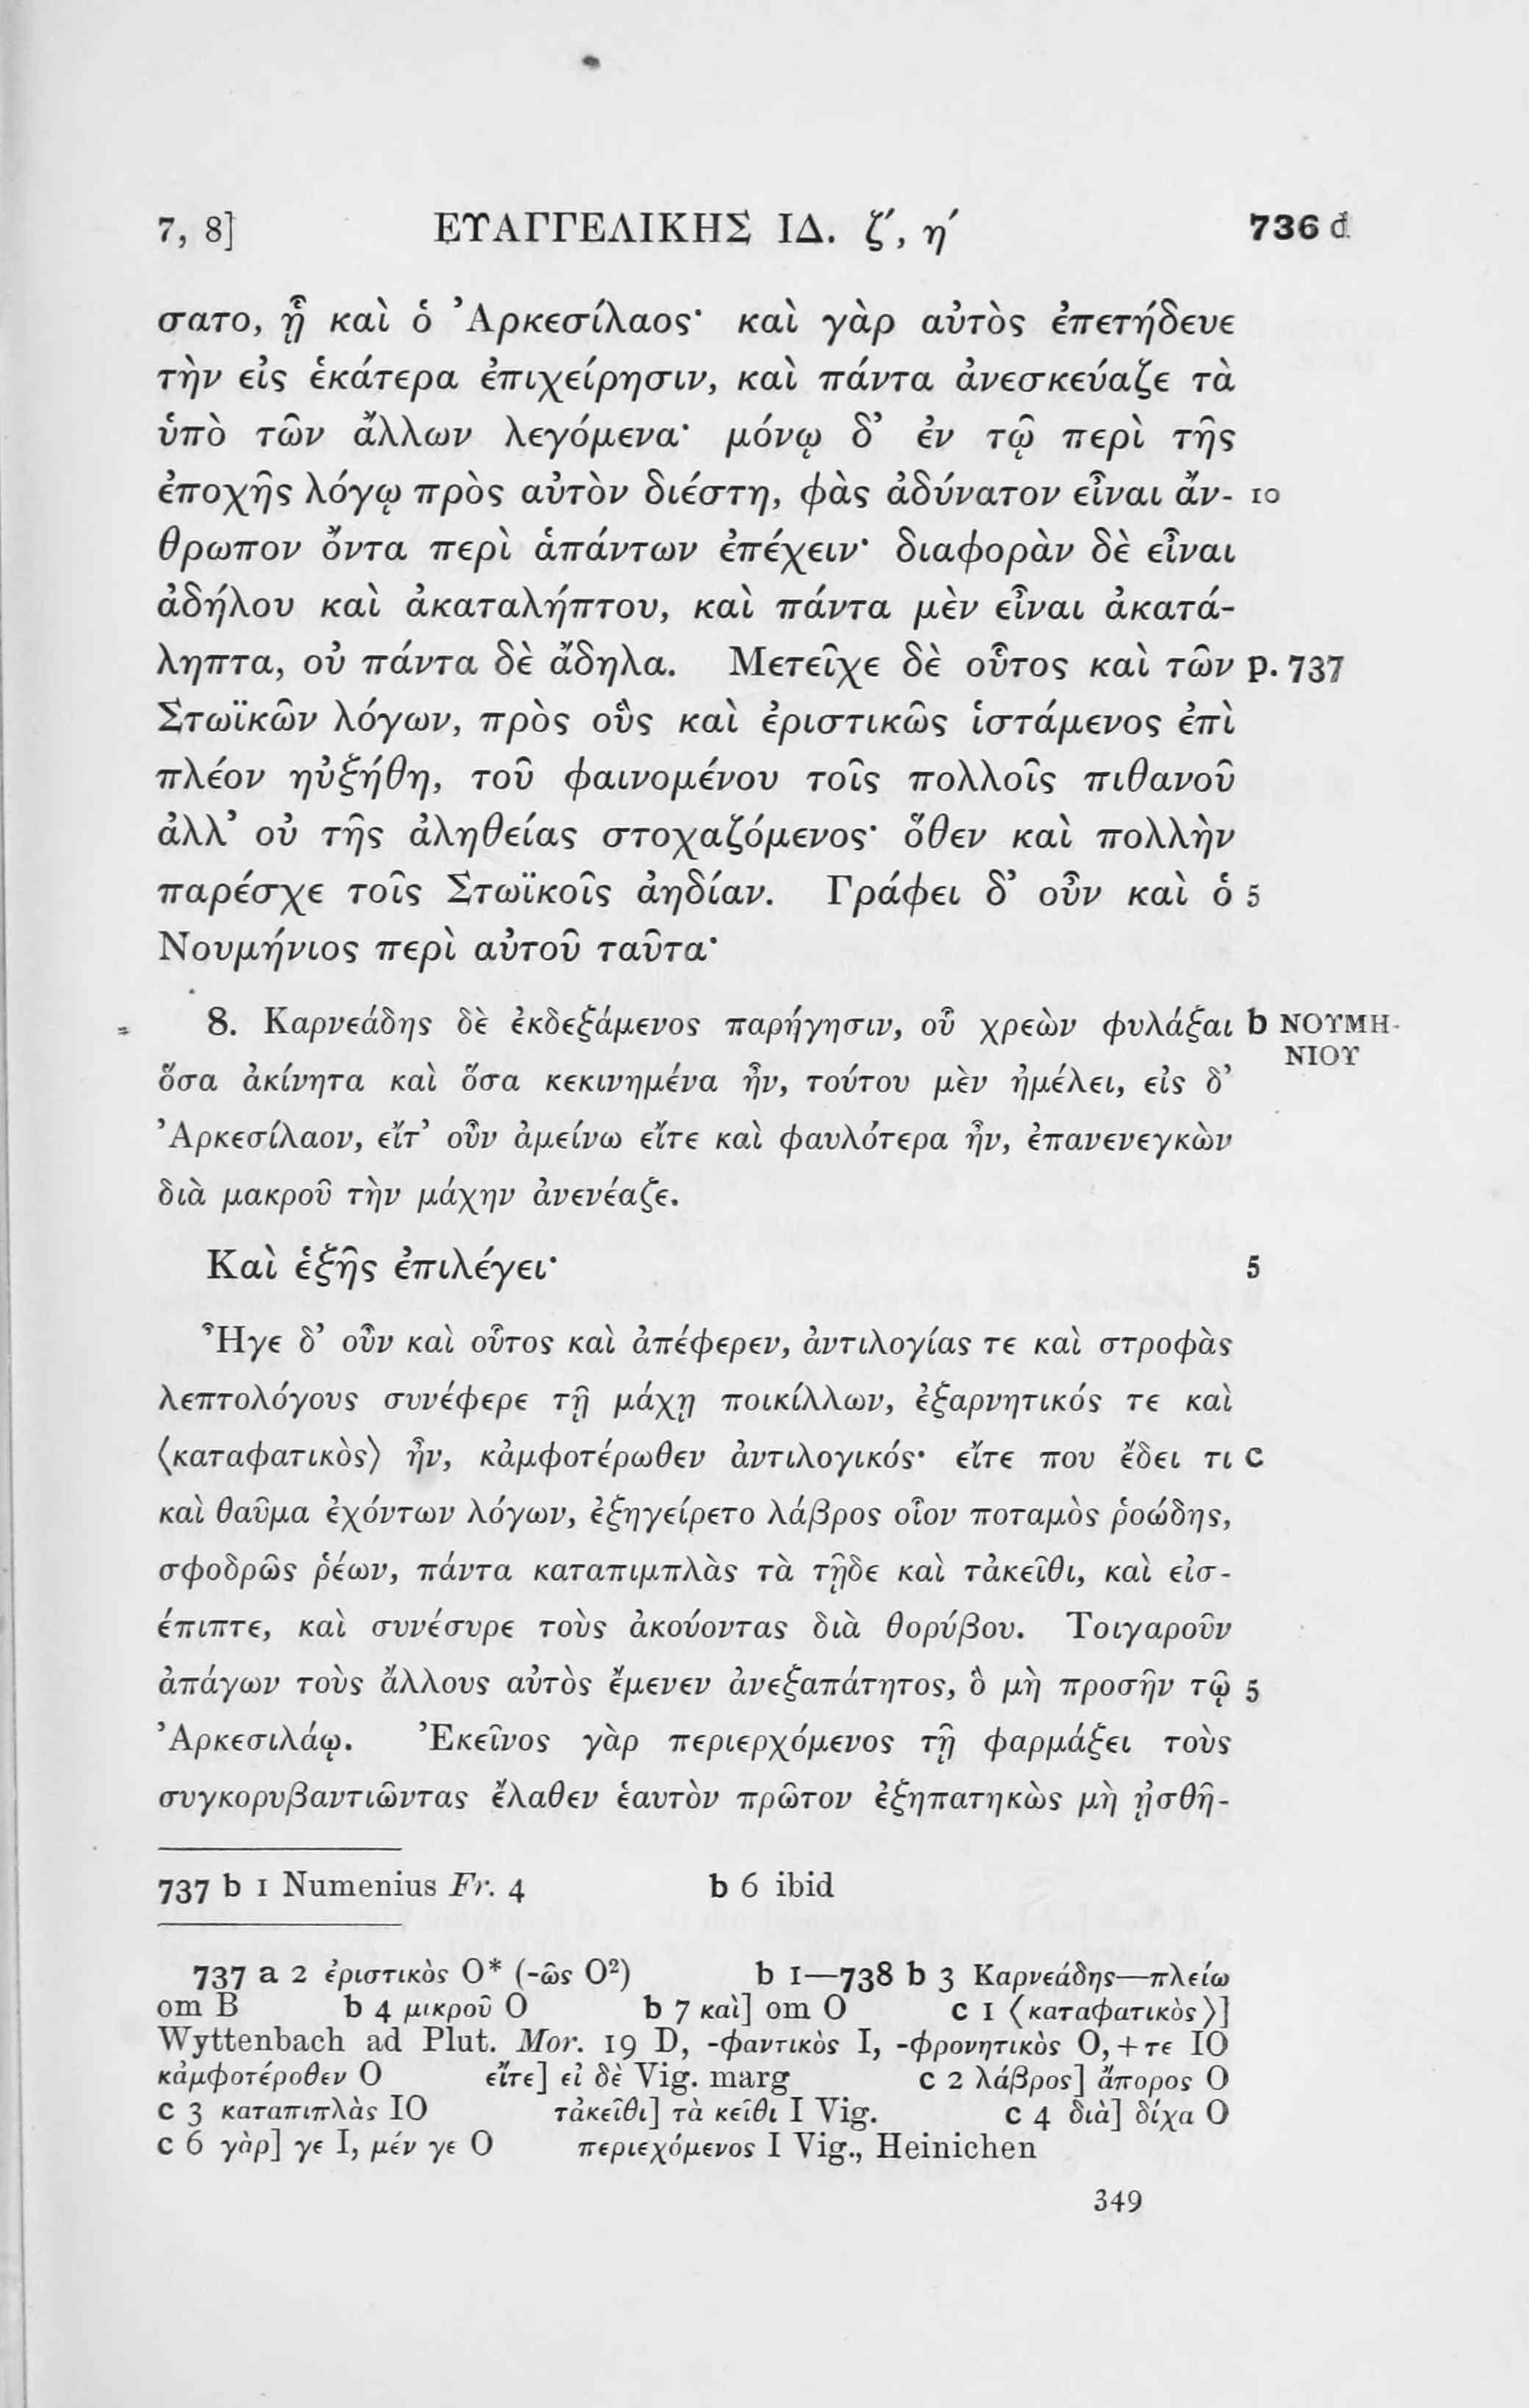 7, 8] ΕΥΑΓΓΕΛΙΚΗΣ ΙΔ. ζʹ, ηʹ 736 d
σατο, ᾗ καὶ ὁ Ἀρκεσίλαος· καὶ γὰρ αὐτὸς ἐπετήδευε
τὴν εἰς ἑκάτερα ἐπιχείρησιν, καὶ πάντα ἀνεσκεύαζε τὰ
ὑπὸ τῶν ἄλλων λεγόμενα· μόνῳ δ’ ἐν τῷ περὶ τῆς
ἐποχῆς λόγῳ πρὸς αὐτὸν διέστη, φὰς ἀδύνατον εἶναι ἄν- 10
θρωπον ὄντα περὶ ἁπάντων ἐπέχειν· διαφορὰν δὲ εἶναι
ἀδήλου καὶ ἀκαταλήπτου, καὶ πάντα μὲν εἶναι ἀκατά-
ληπτα, οὐ πάντα δὲ ἄδηλα. Μετεῖχε δὲ οὗτος καὶ τῶν p. 737
Στωϊκῶν λόγων, πρὸς οὓς καὶ ἐριστικῶς ἱστάμενος ἐπὶ
πλέον ηὐξήθη, τοῦ φαινομένου τοῖς πολλοῖς πιθανοῦ
ἀλλ’ οὐ τῆς ἀληθείας στοχαζόμενος· ὅθεν καὶ πολλὴν
παρέσχε τοῖς Στωϊκοῖς ἀηδίαν. Γράφει δ’ οὖν καὶ ὁ 5
Νουμήνιος περὶ αὐτοῦ ταῦτα·
8. Καρνεάδης δὲ ἐκδεξάμενος παρήγησιν, οὗ χρεὼν φυλάξαι b ΝΟΥΜΗ-
ΝΙΟΥ
ὅσα ἀκίνητα καὶ ὅσα κεκινημένα ἦν, τούτου μὲν ἠμέλει, εἰς δ’
Ἀρκεσίλαον, εἴτ’ οὖν ἀμείνω εἴτε καὶ φαυλότερα ἦν, ἐπανενεγκὼν
διὰ μακροῦ τὴν μάχην ἀνενέαζε.
Καὶ ἑξῆς ἐπιλέγει· 5
Ἦγε δ’ οὖν καὶ οὗτος καὶ ἀπέφερεν, ἀντιλογίας τε καὶ στροφὰς
λεπτολόγους συνέφερε τῇ μάχῃ ποικίλλων, ἐξαρνητικός τε καὶ
⟨καταφατικὸς⟩ ἦν, κἀμφοτέρωθεν ἀντιλογικός· εἴτε που ἔδει τι c
καὶ θαῦμα ἐχόντων λόγων, ἐξηγείρετο λάβρος οἷον ποταμὸς ῥοώδης,
σφοδρῶς ῥέων, πάντα καταπιμπλὰς τὰ τῇδε καὶ τἀκεῖθι, καὶ εἰσ-
έπιπτε, καὶ συνέσυρε τοὺς ἀκούοντας διὰ θορύβου. Τοιγαροῦν
ἀπάγων τοὺς ἄλλους αὐτὸς ἔμενεν ἀνεξαπάτητος, ὃ μὴ προσῆν τῷ 5
Ἀρκεσιλάῳ. Ἐκεῖνος γὰρ περιερχόμενος τῇ φαρμάξει τοὺς
συγκορυβαντιῶντας ἔλαθεν ἑαυτὸν πρῶτον ἐξηπατηκὼς μὴ ᾐσθῆ-
737 b 1 Numenius Fr. 4 b 6 ibid
737 a 2 ἐριστικὸς O* (-ῶς O²) b 1—738 b 3 Καρνεάδης—πλείω
om B b 4 μικροῦ O b 7 καὶ] om O c 1 ⟨καταφατικὸς⟩]
Wyttenbach ad Plut. Mor. 19 D, -φαντικὸς I, -φρονητικὸς O, + τε IO
κἀμφοτέροθεν O εἴτε] εἰ δὲ Vig. marg c 2 λάβρος] ἄπορος O
c 3 καταπιπλὰς IO τἀκεῖθι] τὰ κεῖθι I Vig. c 4 διὰ] δίχα O
c 6 γὰρ] γε I, μέν γε O περιεχόμενος I Vig., Heinichen
349